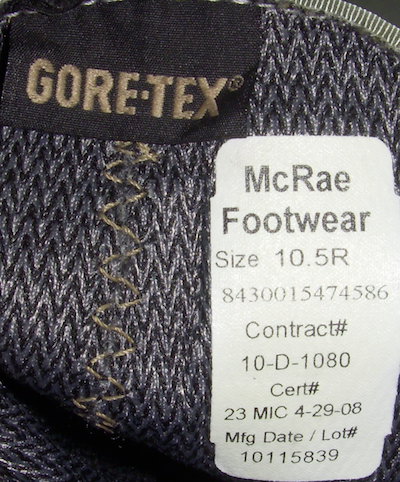 GORE-TEX®
McRae
Footwear
Size 10.5R
8430015474586
Contract#
10-D-1080
Cert#
23 MIC 4-29-08
Mfg Date / Lot#
10115839